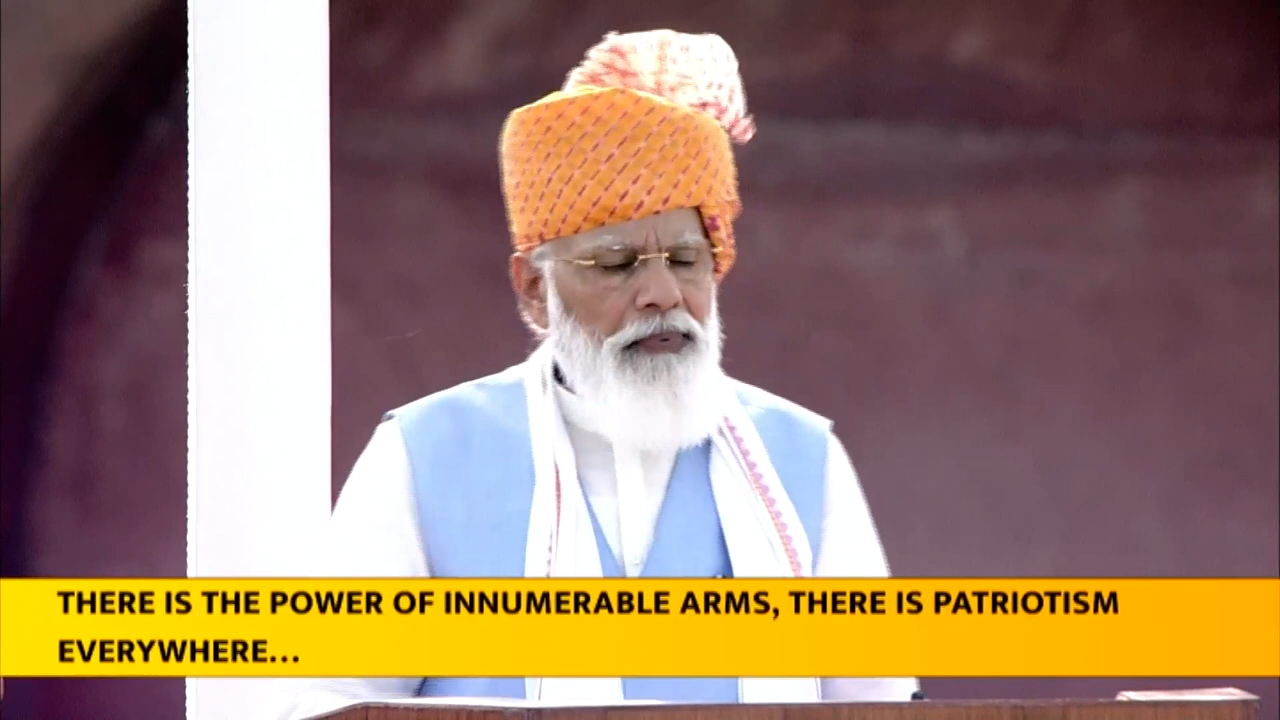 THERE IS THE POWER OF INNUMERABLE ARMS, THERE IS PATRIOTISM
EVERYWHERE...